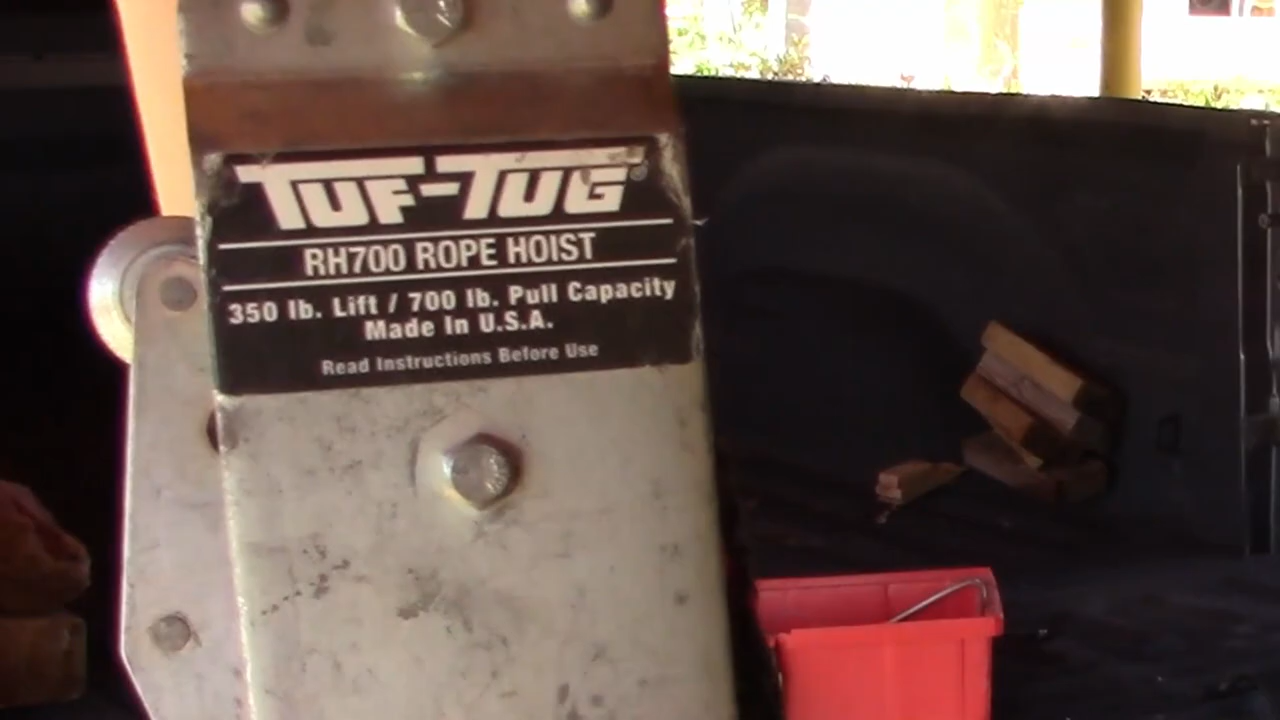 TUF-TUG®
RH700 ROPE HOIST
350 lb. Lift / 700 lb. Pull Capacity
Made In U.S.A.
Read Instructions Before Use